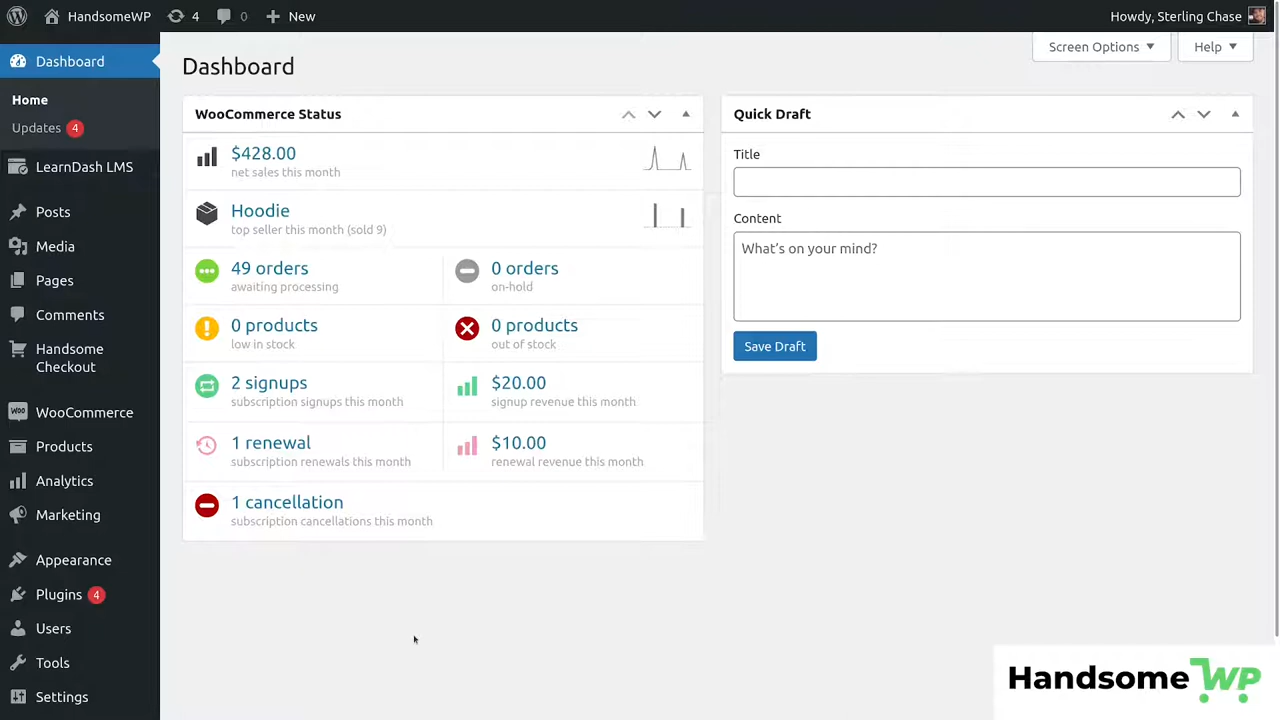 HandsomeWP
4
0
New
Howdy, Sterling Chase
Dashboard
Home
Updates 4
LearnDash LMS
Posts
Media
Pages
Comments
Handsome
Checkout
WooCommerce
Products
Analytics
Marketing
Appearance
Plugins 4
Users
Tools
Settings
Screen Options
Help
Dashboard
WooCommerce Status
$428.00
net sales this month
Hoodie
top seller this month (sold 9)
49 orders
awaiting processing
0 orders
on-hold
0 products
low in stock
0 products
out of stock
2 signups
subscription signups this month
$20.00
signup revenue this month
1 renewal
subscription renewals this month
$10.00
renewal revenue this month
1 cancellation
subscription cancellations this month
Quick Draft
Title
Content
What's on your mind?
Save Draft
Handsome WP